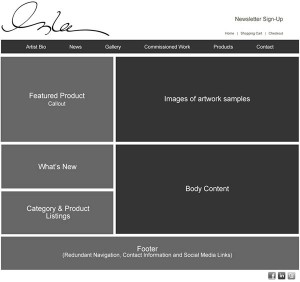 Newsletter Sign-Up
Home | Shopping Cart | Checkout
Artist Bio News Gallery Commissioned Work Products Contact
Featured Product
Callout
Images of artwork samples
What's New
Body Content
Category & Product
Listings
Footer
(Redundant Navigation, Contact Information and Social Media Links)